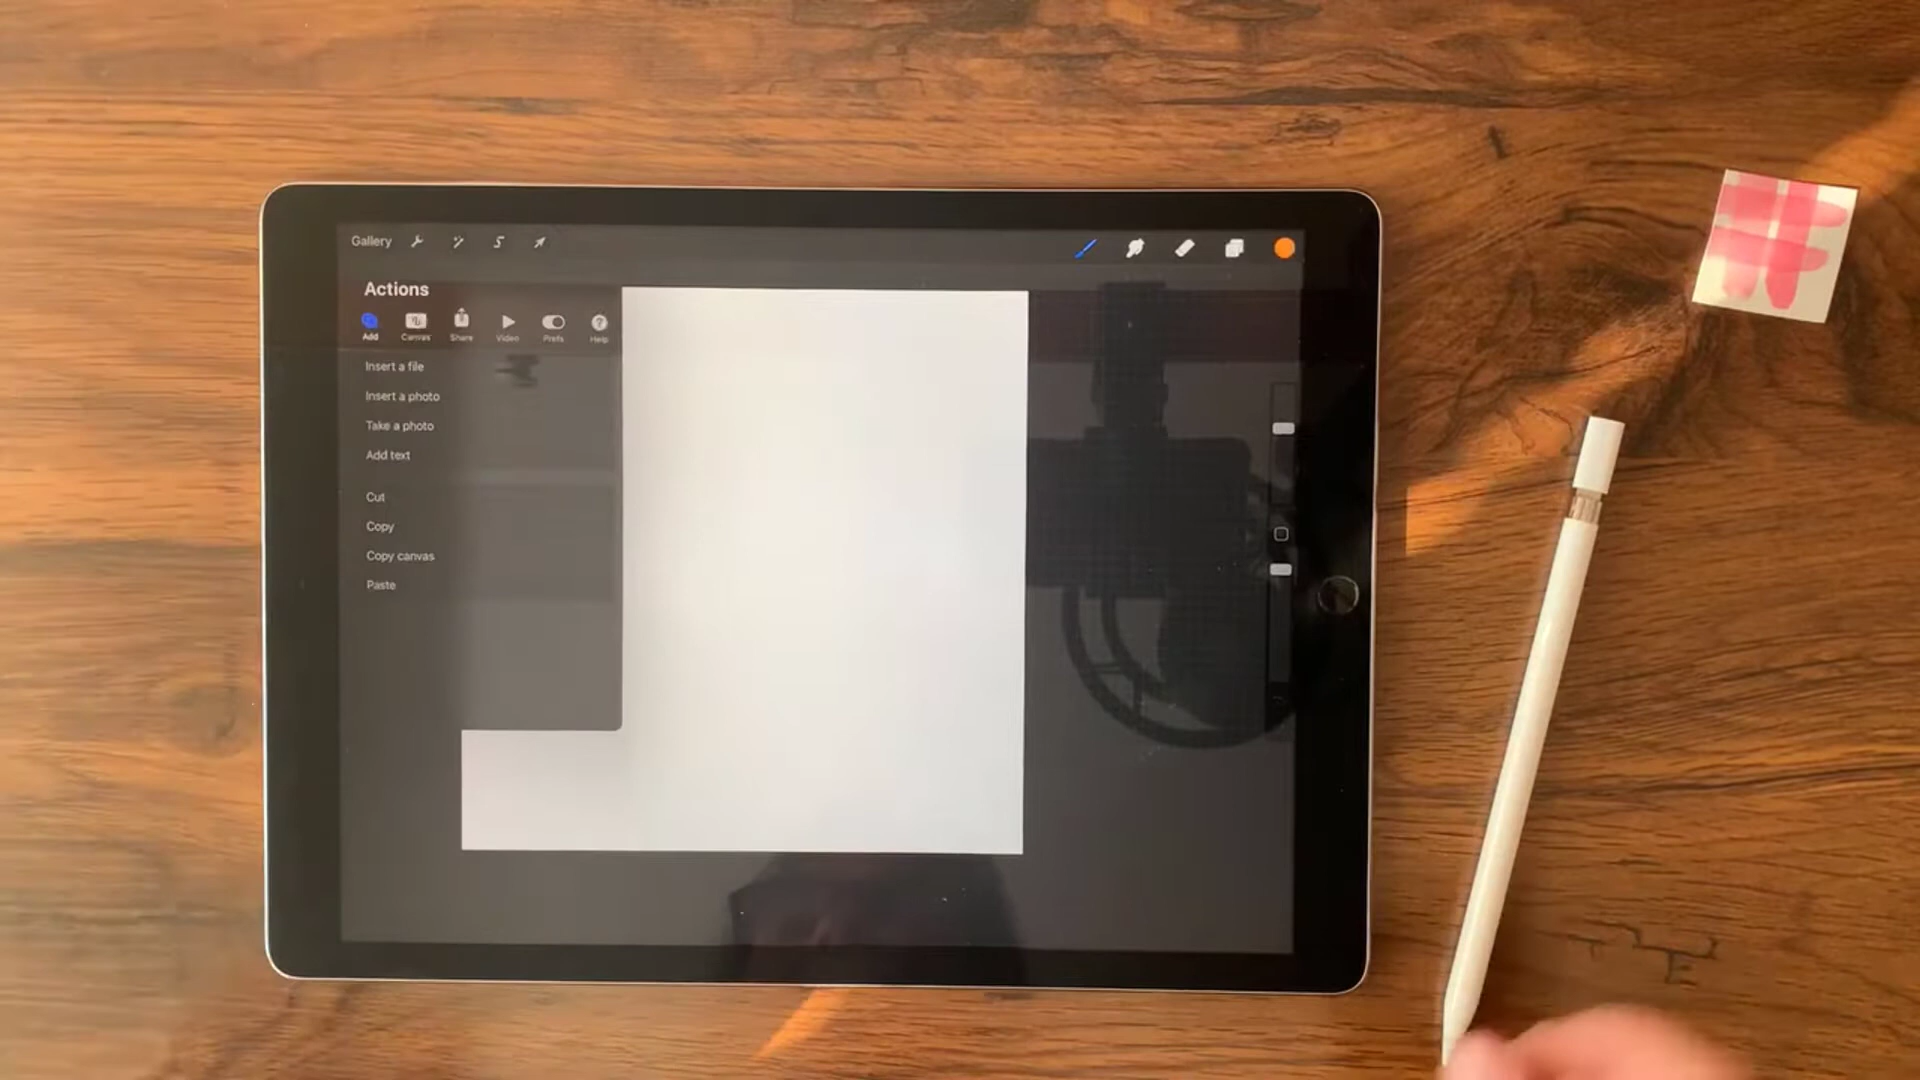 Gallery
Actions
Add Canvas Share Video Prefs Help
Insert a file
Insert a photo
Take a photo
Add text
Cut
Copy
Copy canvas
Paste